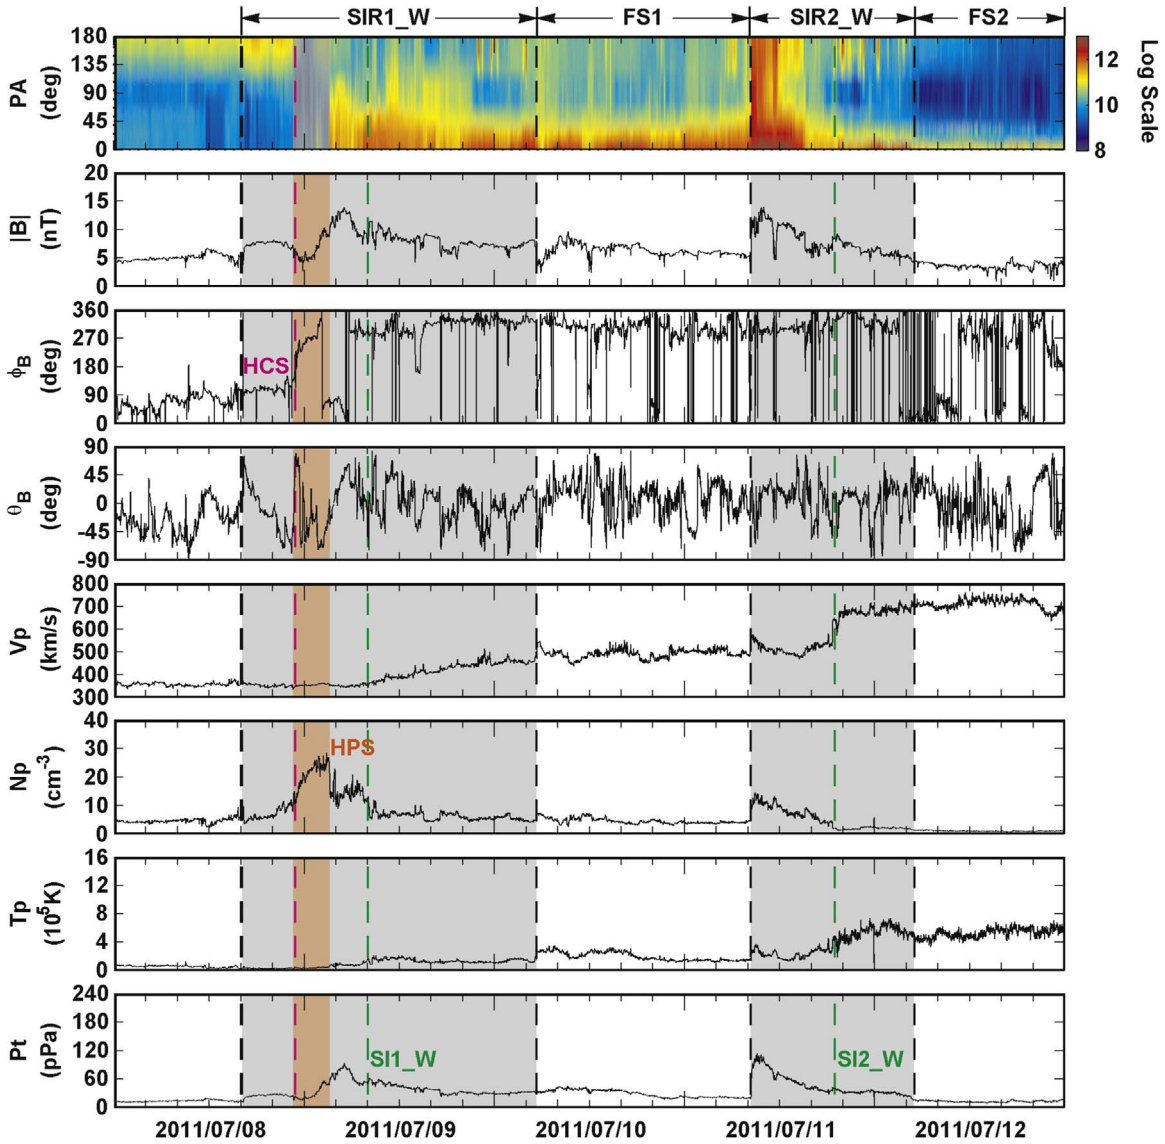 SIR1_W FS1 SIR2_W FS2
180
135
90
45
0
PA
(deg)
12
10
8
Log Scale
20
15
10
5
0
|B|
(nT)
360
270
180
90
0
ϕB
(deg)
HCS
90
45
0
-45
-90
θB
(deg)
800
700
600
500
400
300
Vp
(km/s)
40
30
20
10
0
Np
(cm-3)
HPS
16
12
8
4
0
Tp
(10⁵K)
240
180
120
60
0
Pt
(pPa)
SI1_W SI2_W
2011/07/08 2011/07/09 2011/07/10 2011/07/11 2011/07/12